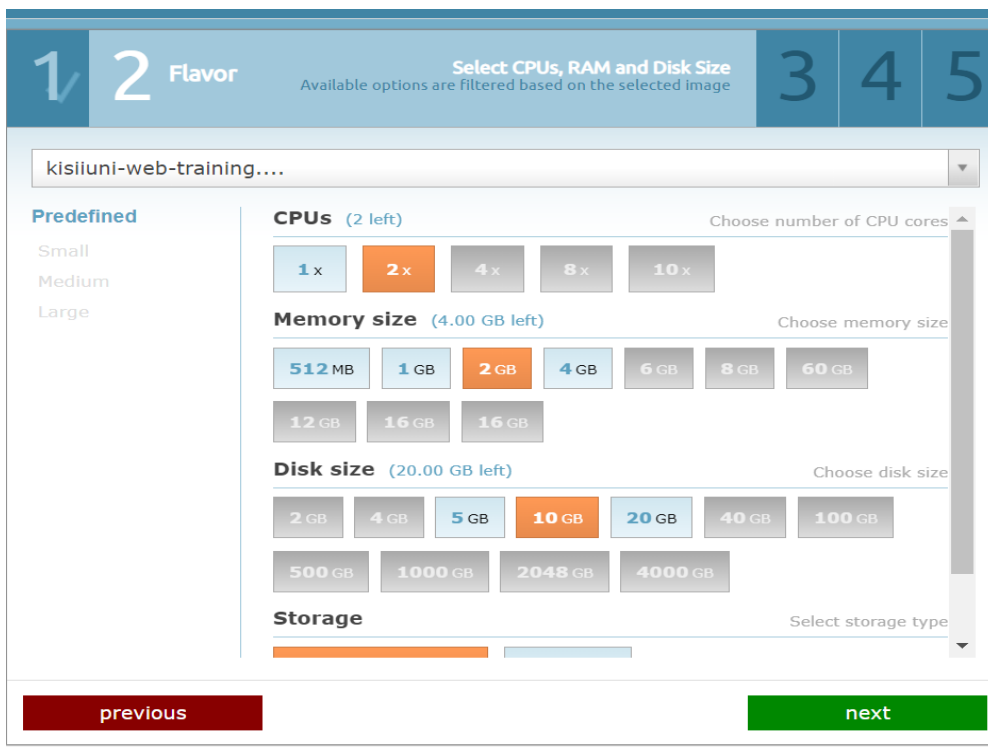 1 2 Flavor Select CPUs, RAM and Disk Size 3 4 5
Available options are filtered based on the selected image
kisiiuni-web-training....
Predefined
Small
Medium
Large
CPUs (2 left) Choose number of CPU cores
1 x 2 x 4 x 8 x 10 x
Memory size (4.00 GB left) Choose memory size
512 MB 1 GB 2 GB 4 GB 6 GB 8 GB 60 GB
12 GB 16 GB 16 GB
Disk size (20.00 GB left) Choose disk size
2 GB 4 GB 5 GB 10 GB 20 GB 40 GB 100 GB
500 GB 1000 GB 2048 GB 4000 GB
Storage Select storage type
previous next